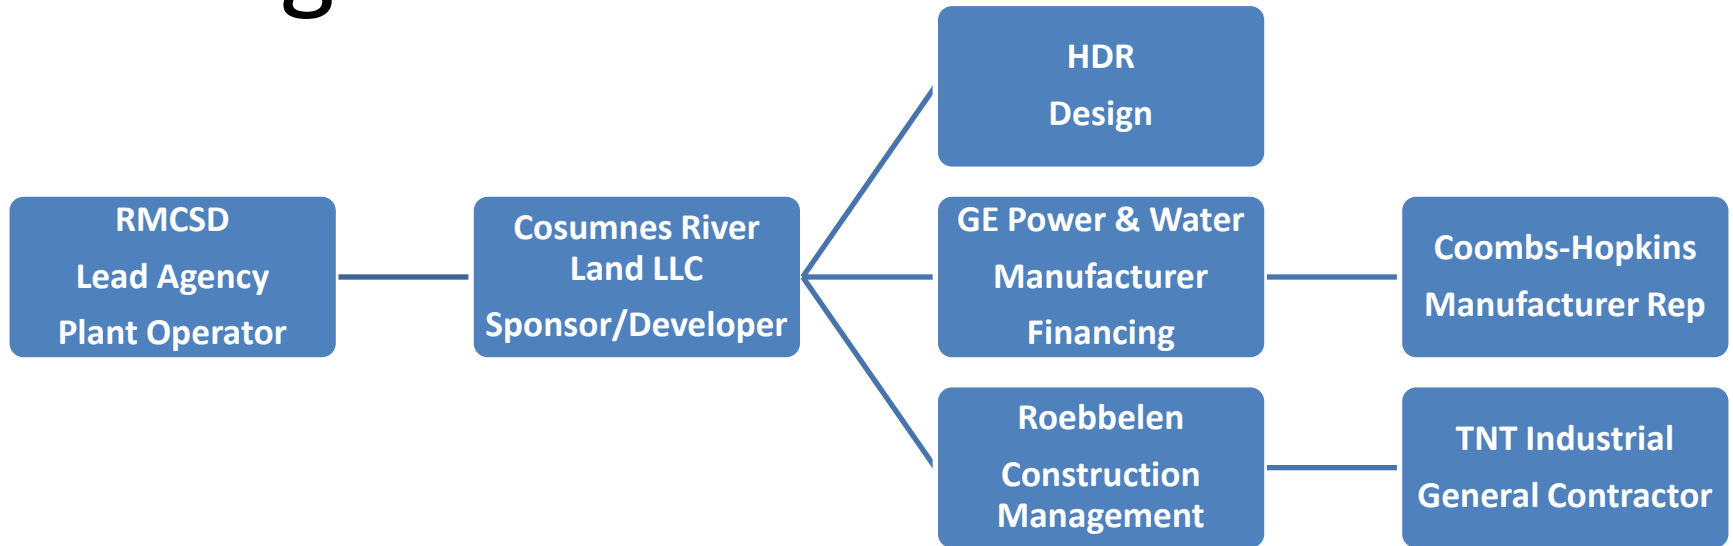 HDR
Design
RMCSD
Lead Agency
Plant Operator
Cosumnes River
Land LLC
Sponsor/Developer
GE Power & Water
Manufacturer
Financing
Coombs-Hopkins
Manufacturer Rep
Roebbelen
Construction
Management
TNT Industrial
General Contractor